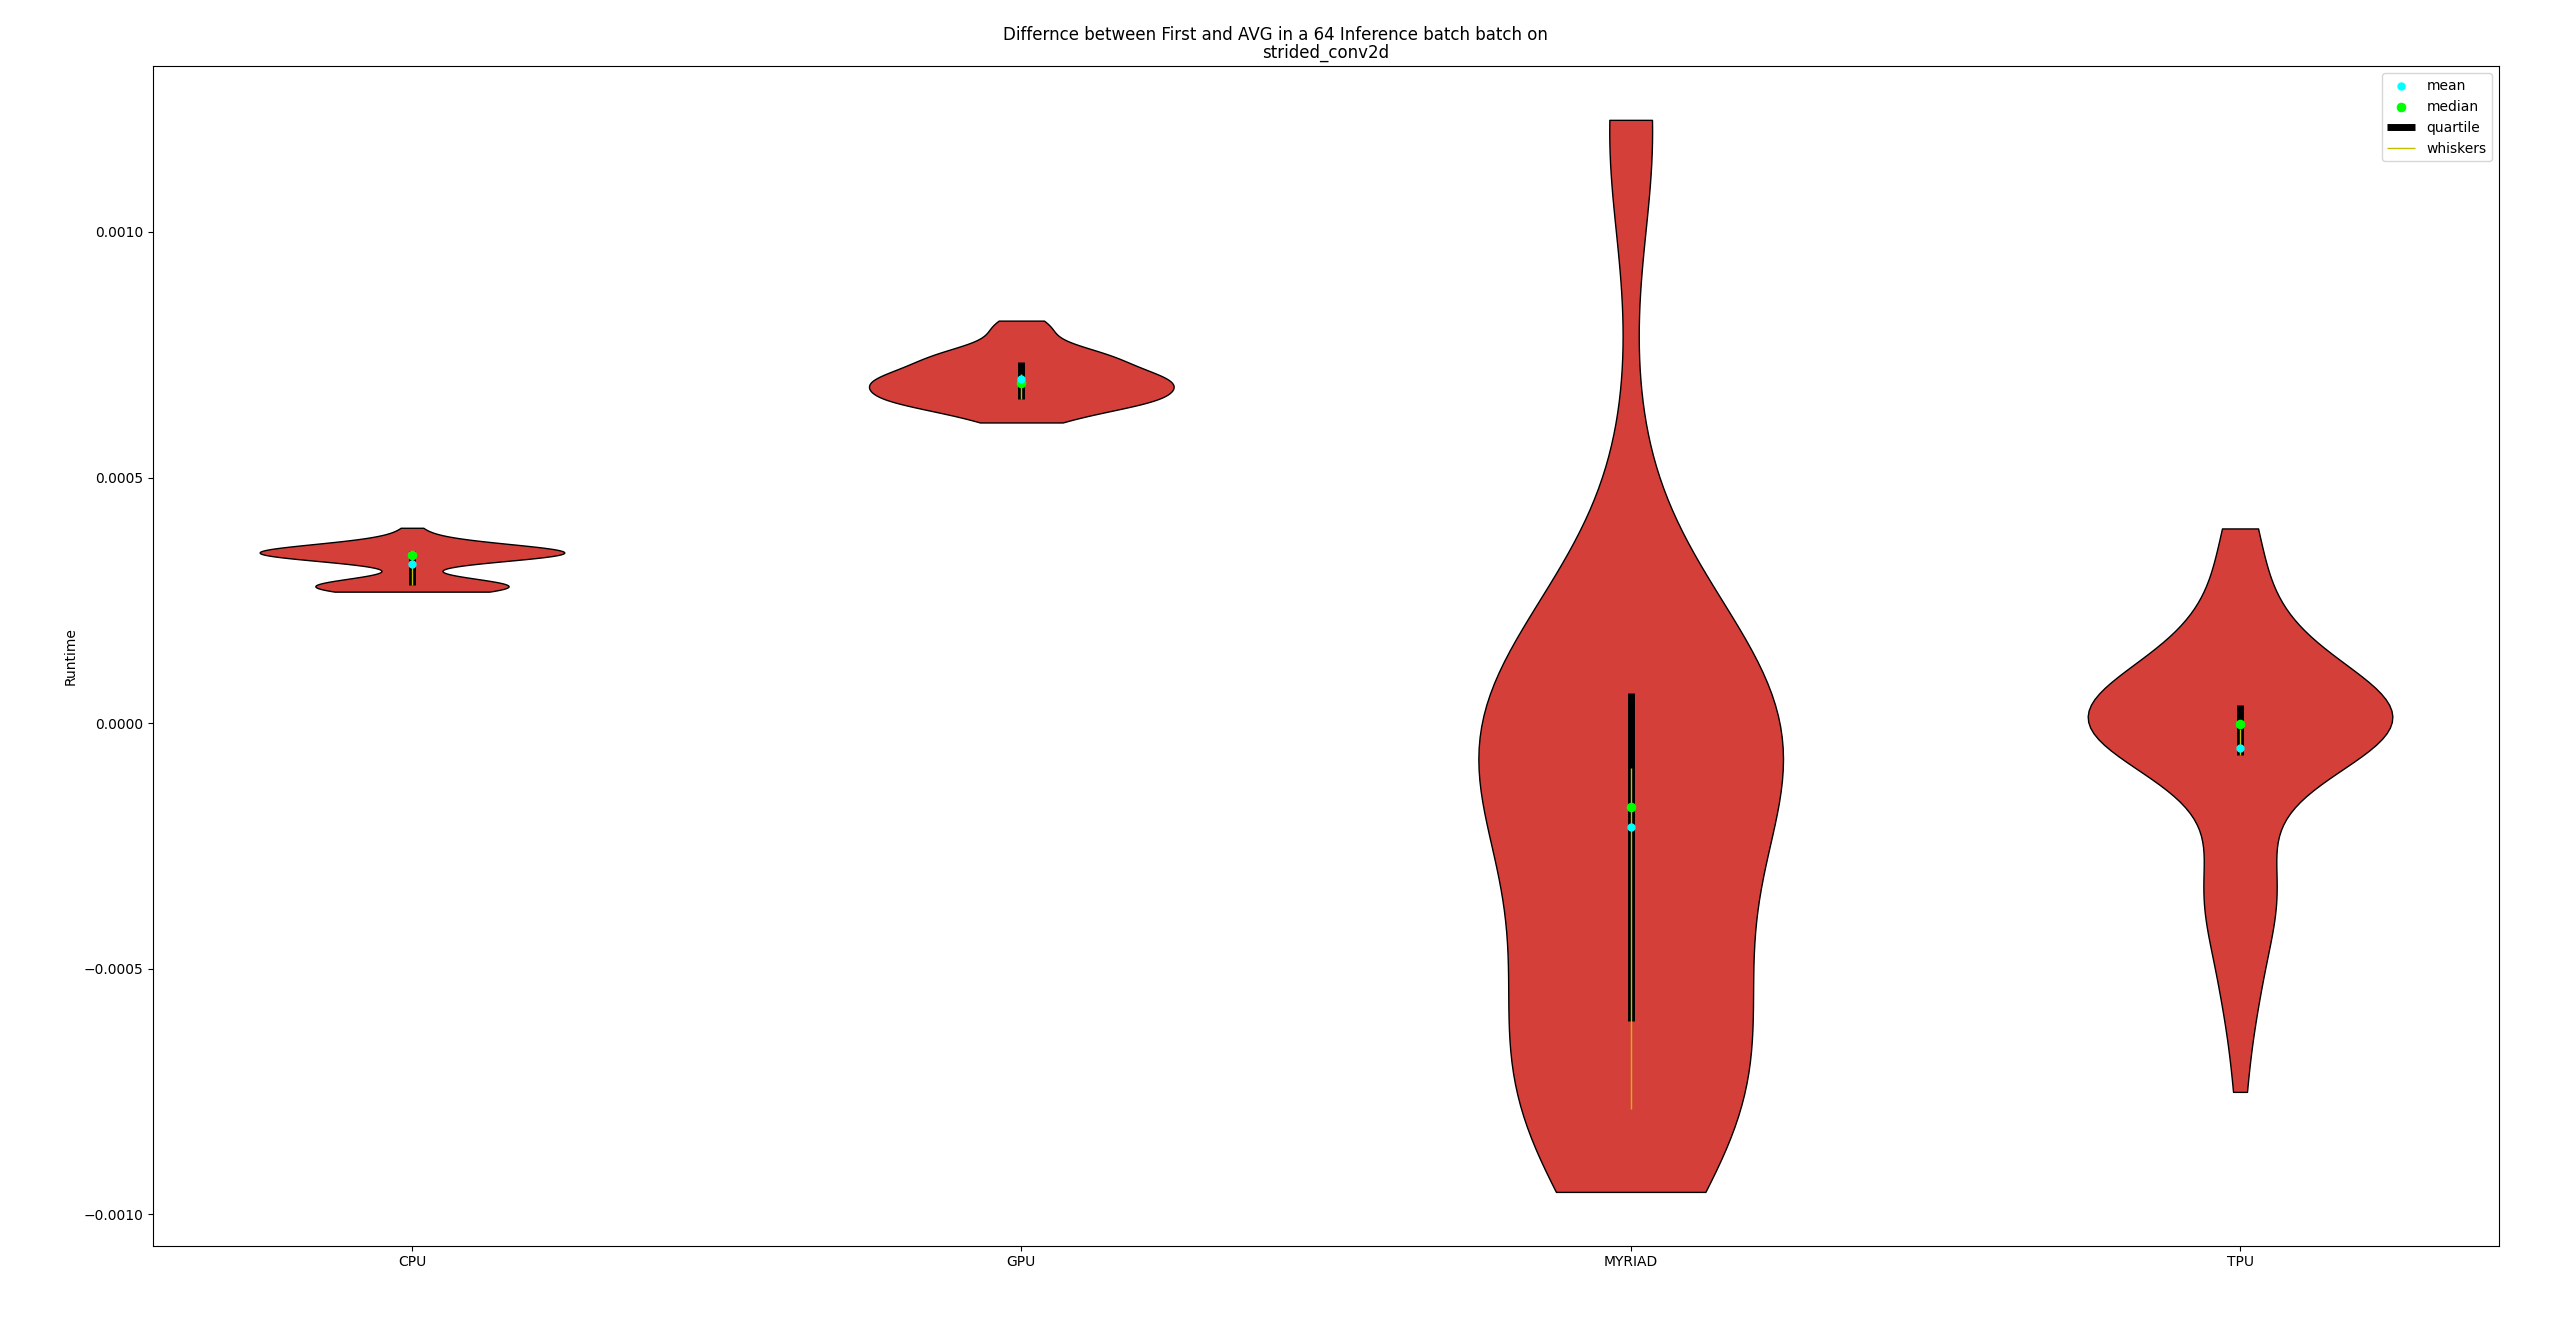 Differnce between First and AVG in a 64 Inference batch batch on
strided_conv2d
mean
median
quartile
whiskers
Runtime
0.0010
0.0005
0.0000
−0.0005
−0.0010
CPU
GPU
MYRIAD
TPU